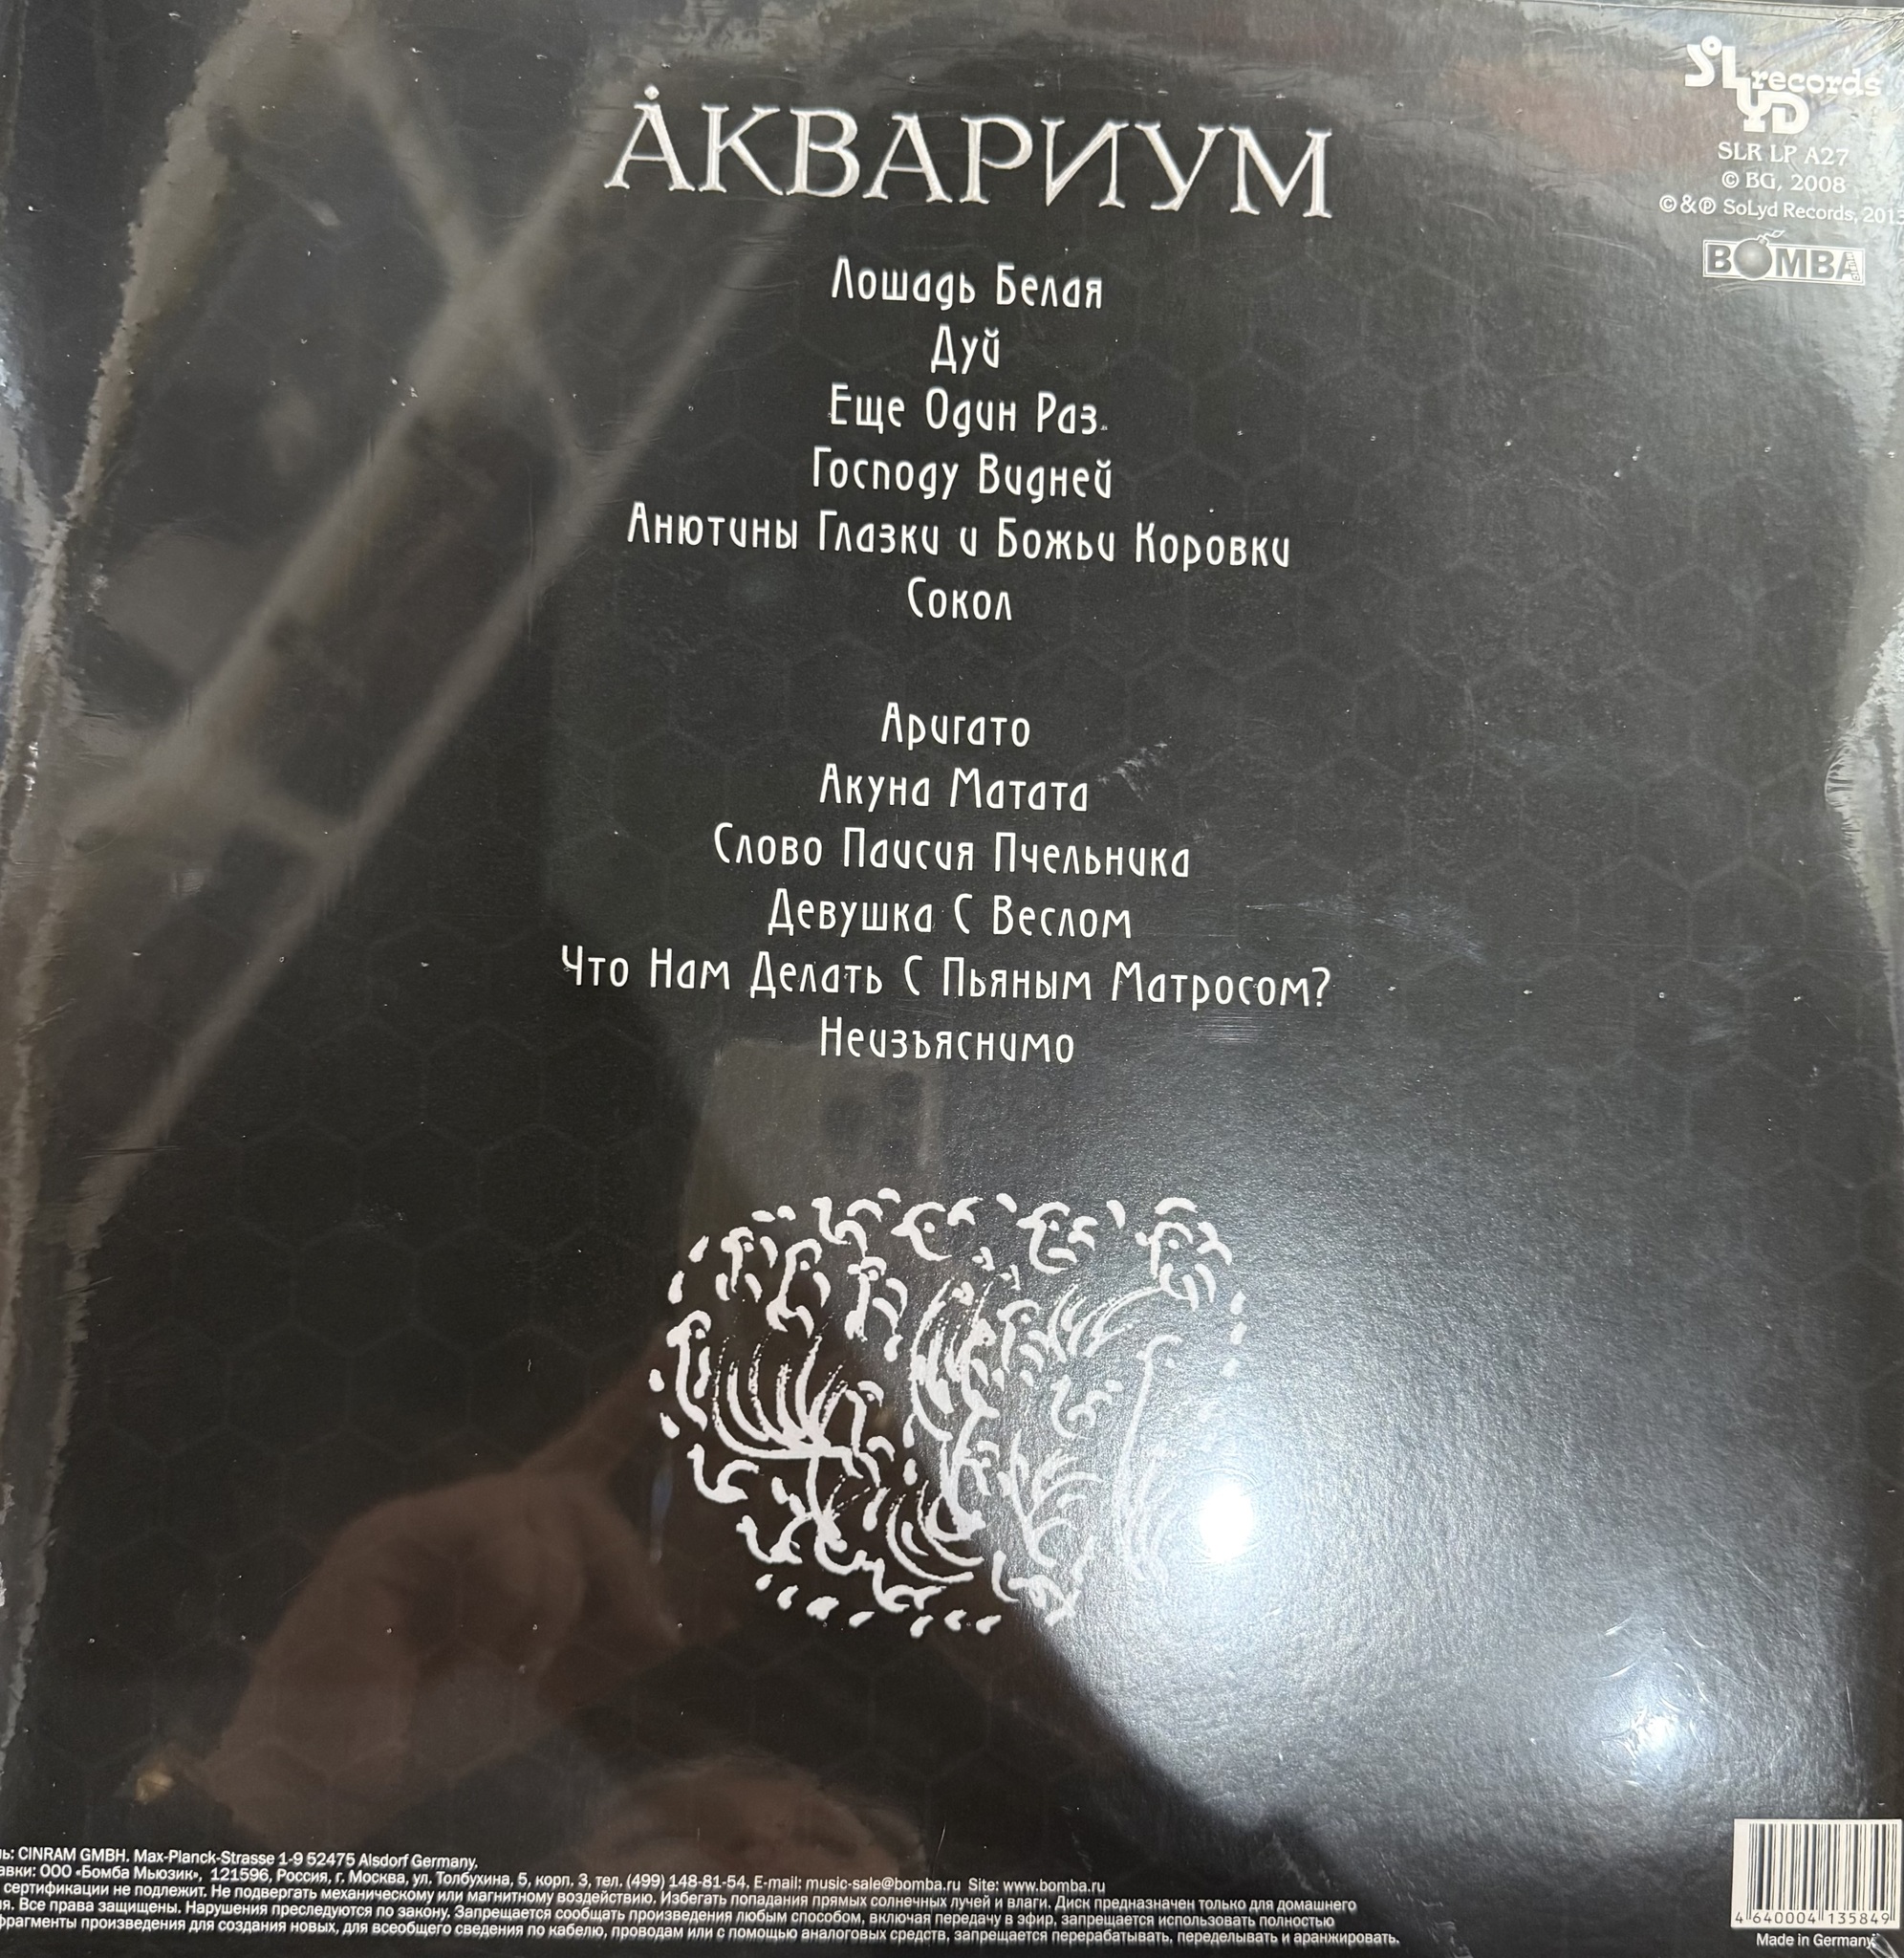 ȦКВАРИУМ
SOLYD records
SLR LP A27
© BG, 2008
©&℗ SoLyd Records,
BOMBA
Лошадь Белая
Дуй
Еще Один Раз
Господу Видней
Анютины Глазки и Божьи Коровки
Сокол
Аригато
Акуна Матата
Слово Паисия Пчельника
Девушка С Веслом
Что Нам Делать С Пьяным Матросом?
Неизъяснимо
CINRAM GMBH. Max-Planck-Strasse 1-9 52475 Alsdorf Germany,
ООО «Бомба Мьюзик», 121596, Россия, г. Москва, ул. Толбухина, 5, корп. 3, тел. (499) 148-81-54, E-mail: music-sale@bomba.ru Site: www.bomba.ru
сертификации не подлежит. Не подвергать механическому или магнитному воздействию. Избегать попадания прямых солнечных лучей и влаги. Диск предназначен только для домашнего
Все права защищены. Нарушения преследуются по закону. Запрещается сообщать произведения любым способом, включая передачу в эфир, запрещается использовать полностью
фрагменты произведения для создания новых, для всеобщего сведения по кабелю, проводам или с помощью аналоговых средств, запрещается перерабатывать, переделывать и аранжировать.
4 640004 135849
Made in Germany